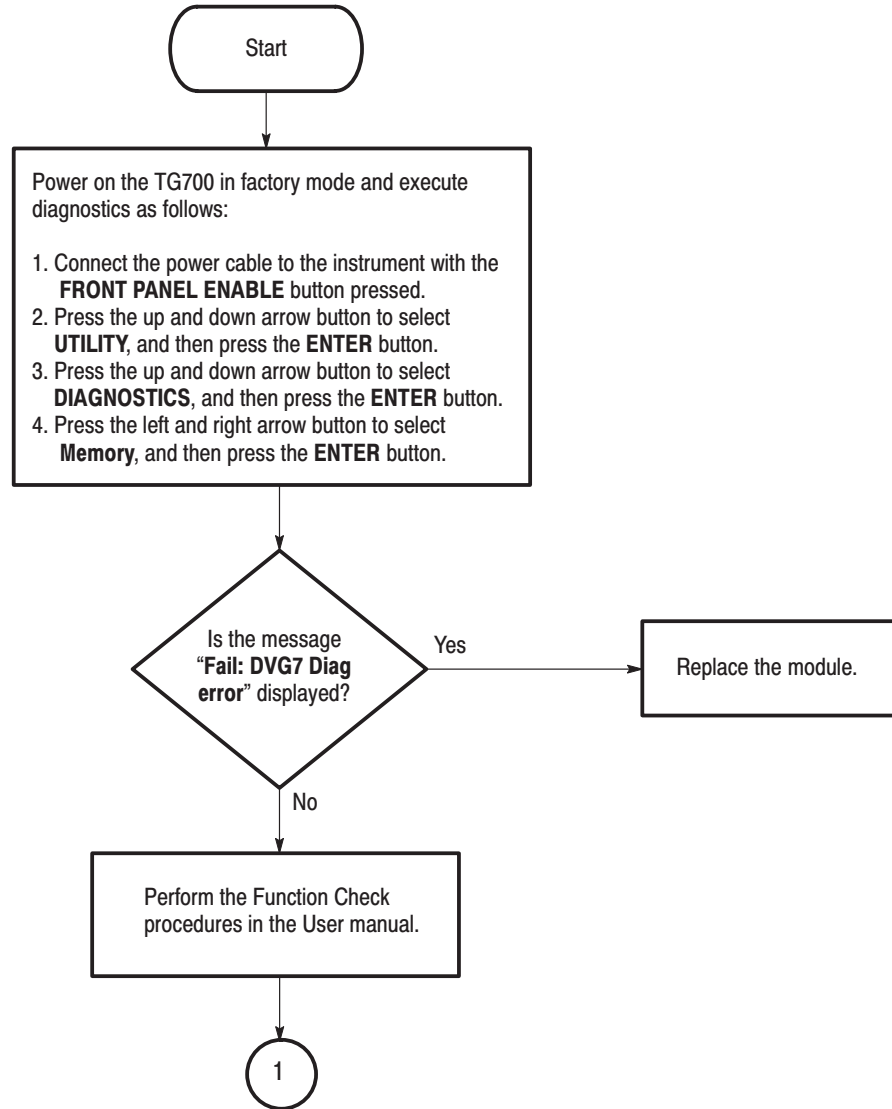 Start
Power on the TG700 in factory mode and execute
diagnostics as follows:
1. Connect the power cable to the instrument with the
FRONT PANEL ENABLE button pressed.
2. Press the up and down arrow button to select
UTILITY, and then press the ENTER button.
3. Press the up and down arrow button to select
DIAGNOSTICS, and then press the ENTER button.
4. Press the left and right arrow button to select
Memory, and then press the ENTER button.
Is the message
“Fail: DVG7 Diag
error” displayed?
Yes
Replace the module.
No
Perform the Function Check
procedures in the User manual.
1